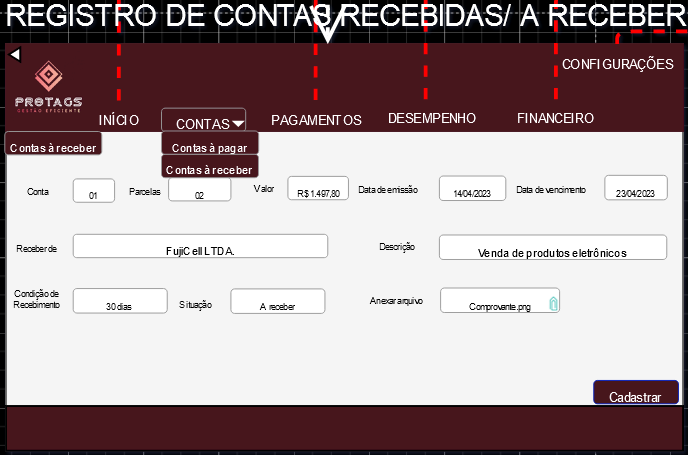 REGISTRO DE CONTAS RECEBIDAS/ A RECEBER
CONFIGURAÇÕES
PROTAGS
GESTÃO EFICIENTE
INÍCIO CONTAS PAGAMENTOS DESEMPENHO FINANCEIRO
Contas à receber Contas à pagar
Contas à receber
Conta 01 Parcelas 02 Valor R$ 1.497,80 Data de emissão 14/04/2023 Data de vencimento 23/04/2023
Receber de FujiCell LTDA. Descrição Venda de produtos eletrônicos
Condição de
Recebimento 30 dias Situação A receber Anexar arquivo Comprovante.png
Cadastrar